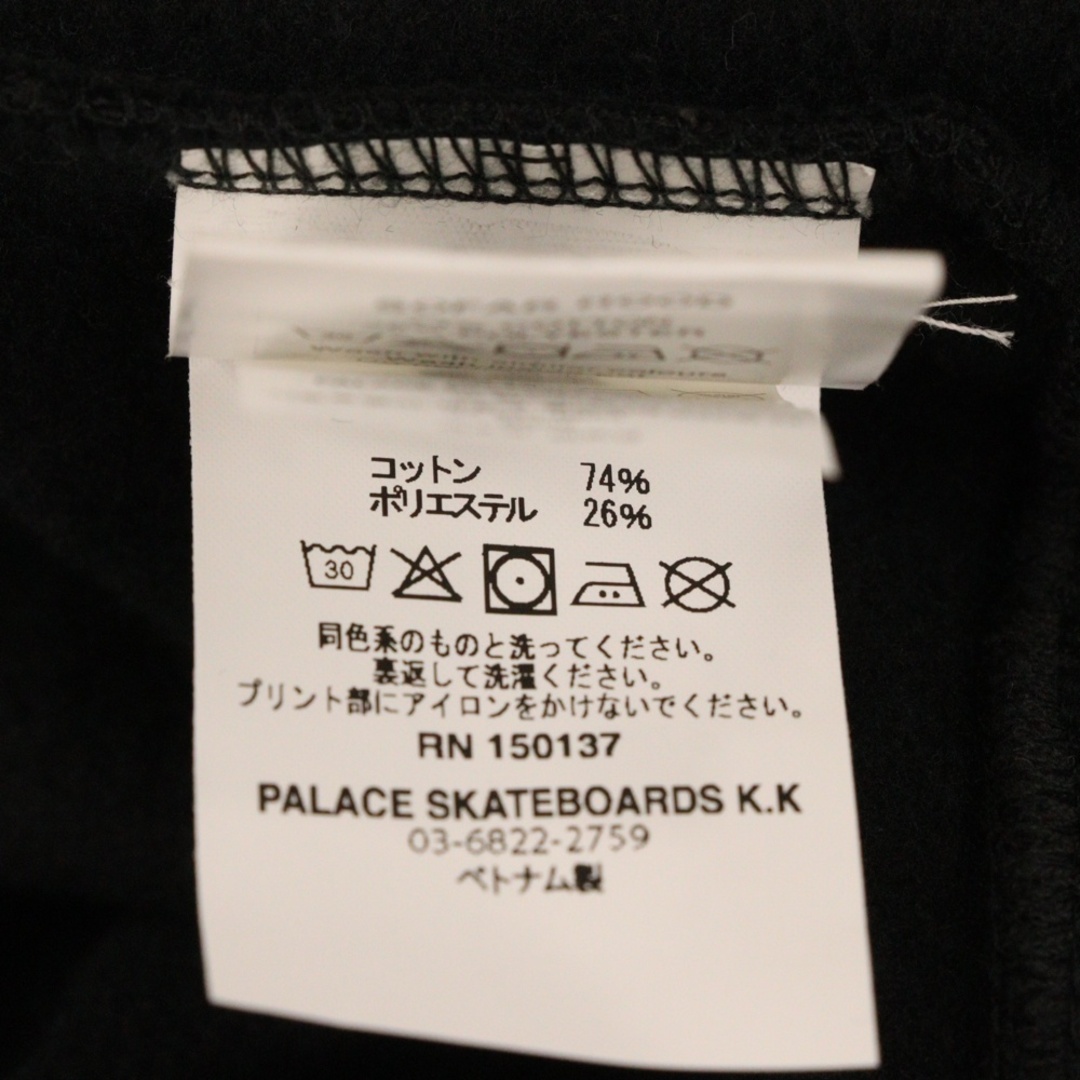 コットン 74%
ポリエステル 26%
30
同色系のものと洗ってください。
裏返して洗濯ください。
プリント部にアイロンをかけないでください。
RN 150137
PALACE SKATEBOARDS K.K
03-6822-2759
ベトナム製